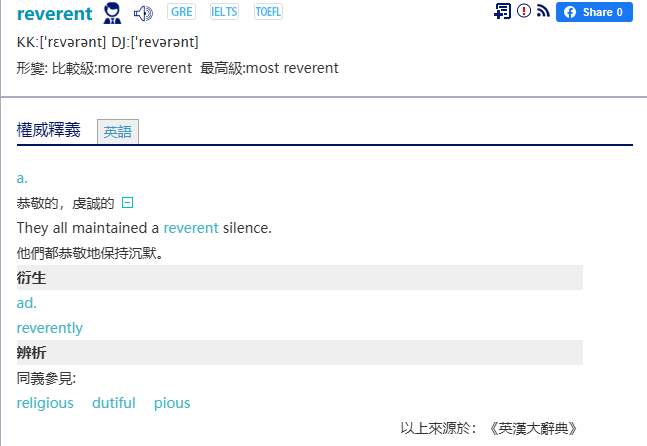 reverent GRE IELTS TOEFL Share 0
KK:[ˈrɛvərənt] DJ:[ˈrevərənt]
形變: 比較級:more reverent 最高級:most reverent
權威釋義 英語
a.
恭敬的，虔誠的
They all maintained a reverent silence.
他們都恭敬地保持沉默。
衍生
ad.
reverently
辨析
同義參見:
religious dutiful pious
以上來源於：《英漢大辭典》